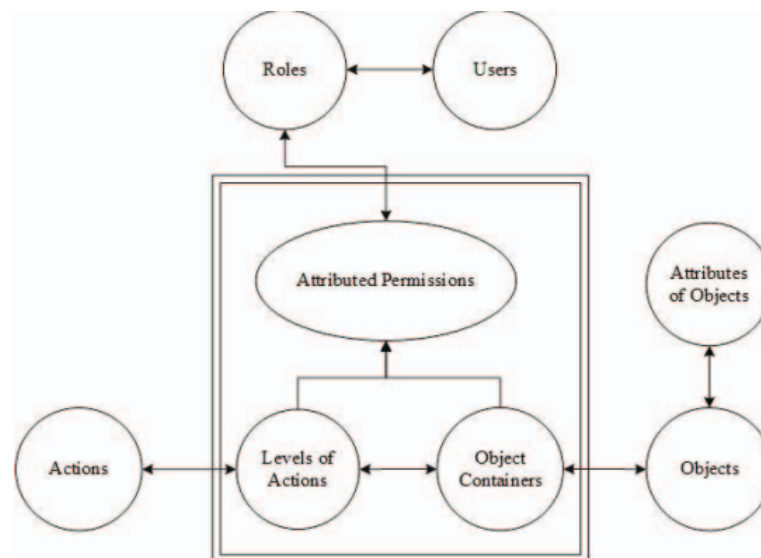 Roles
Users
Attributed Permissions
Attributes
of Objects
Actions
Levels of
Actions
Object
Containers
Objects